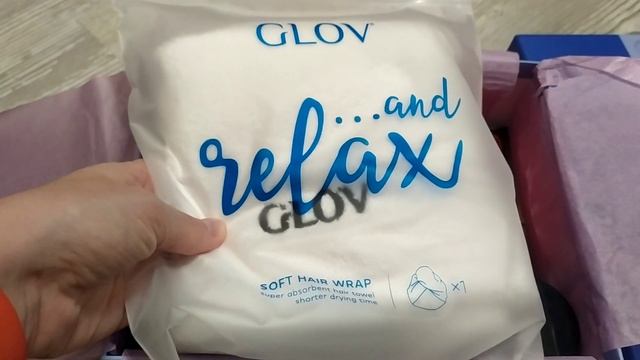 GLOV
...and
relax
GLOV
SOFT HAIR WRAP
super absorbent hair towel
shorter drying time
x1